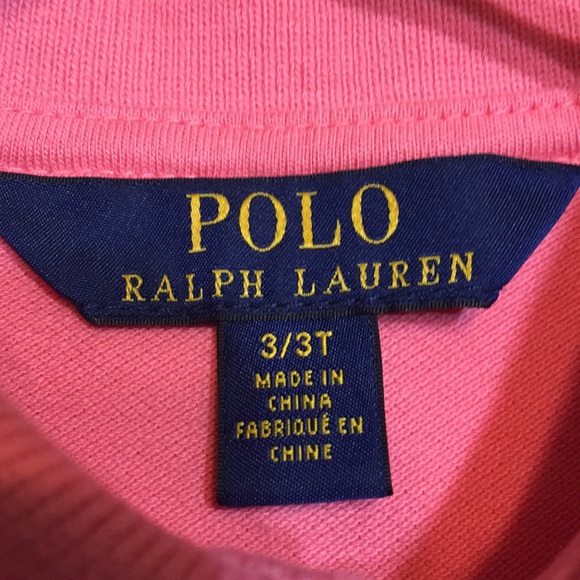 POLO
RALPH LAUREN
3/3T
MADE IN
CHINA
FABRIQUÉ EN
CHINE